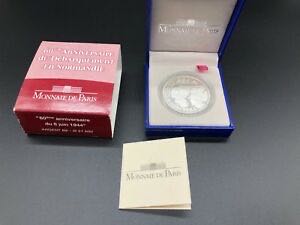 60e Anniversaire
du Débarquement
en Normandie
MONNAIE DE PARIS
"60ème anniversaire
du 6 juin 1944"
MONNAIE DE PARIS
MONNAIE DE PARIS